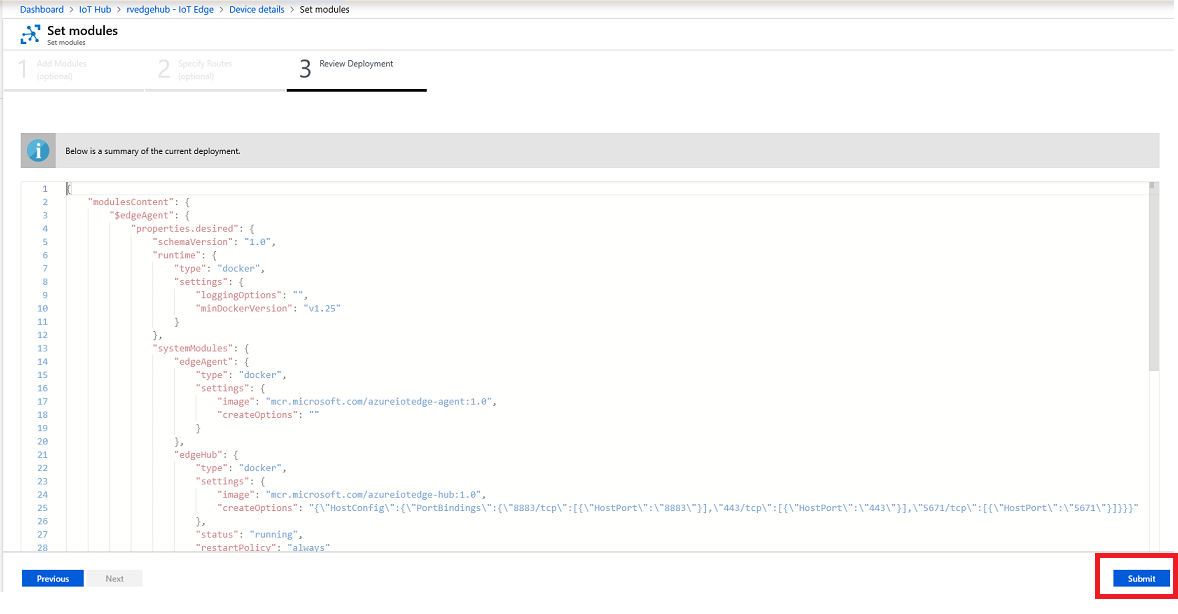 Dashboard > IoT Hub > rvedgehub - IoT Edge > Device details > Set modules
Set modules
Set modules
1 Add Modules (optional)
2 Specify Routes (optional)
3 Review Deployment
Below is a summary of the current deployment.
1 {
2 "modulesContent": {
3 "$edgeAgent": {
4 "properties.desired": {
5 "schemaVersion": "1.0",
6 "runtime": {
7 "type": "docker",
8 "settings": {
9 "loggingOptions": "",
10 "minDockerVersion": "v1.25"
11 }
12 },
13 "systemModules": {
14 "edgeAgent": {
15 "type": "docker",
16 "settings": {
17 "image": "mcr.microsoft.com/azureiotedge-agent:1.0",
18 "createOptions": ""
19 }
20 },
21 "edgeHub": {
22 "type": "docker",
23 "settings": {
24 "image": "mcr.microsoft.com/azureiotedge-hub:1.0",
25 "createOptions": "{\"HostConfig\":{\"PortBindings\":{\"8883/tcp\":[{\"HostPort\":\"8883\"}],\"443/tcp\":[{\"HostPort\":\"443\"}],\"5671/tcp\":[{\"HostPort\":\"5671\"}]}}}"
26 },
27 "status": "running",
28 "restartPolicy": "always"
Previous Next Submit